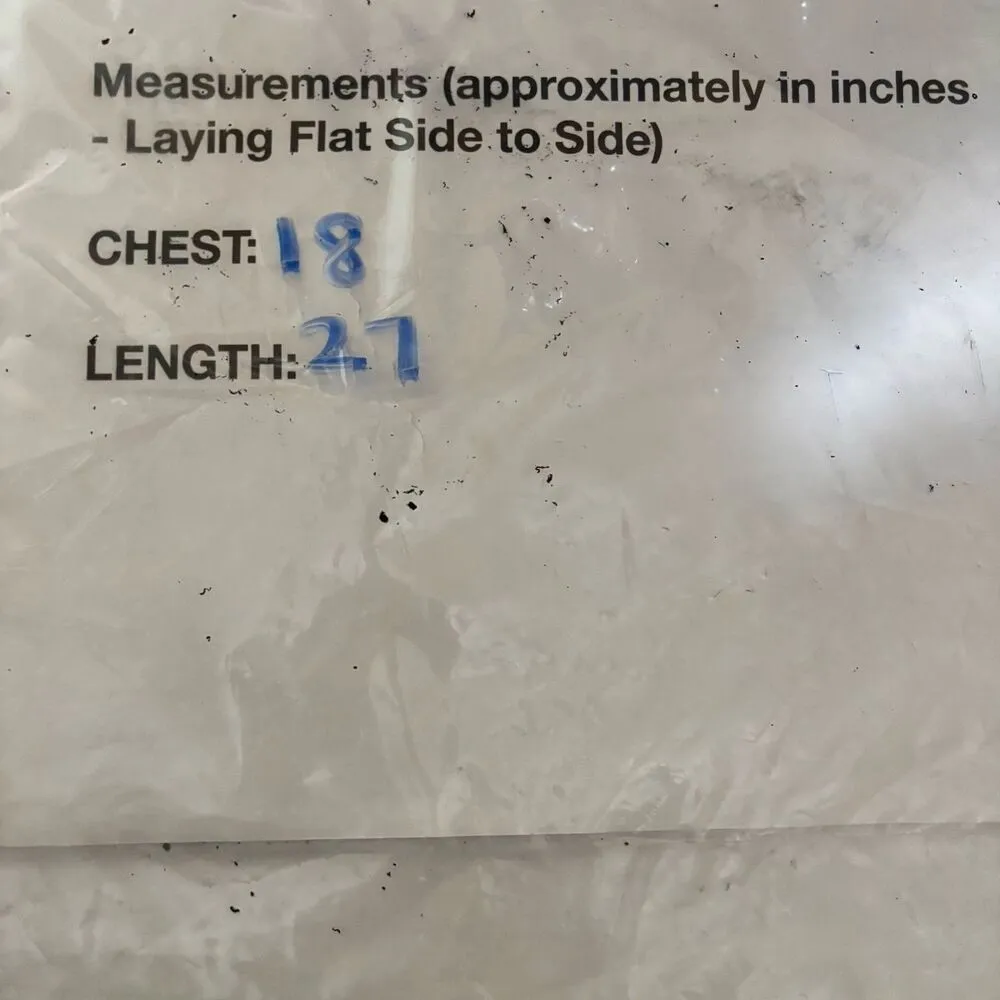 Measurements (approximately in inches.
- Laying Flat Side to Side)
CHEST: 18
LENGTH: 27